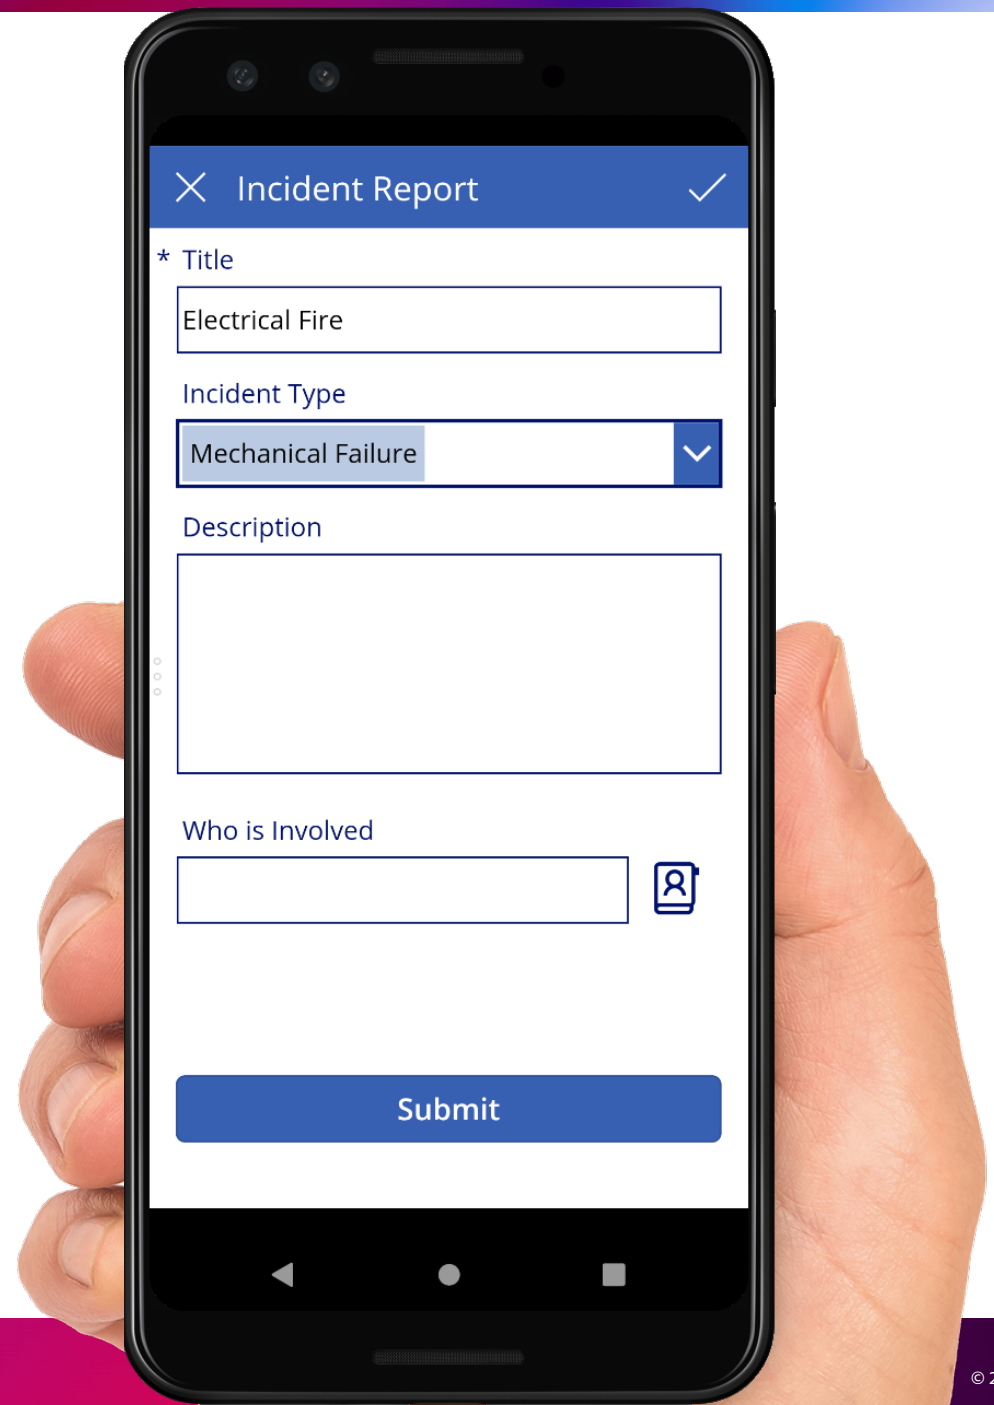 Incident Report
* Title
Electrical Fire
Incident Type
Mechanical Failure
Description
Who is Involved
Submit
©